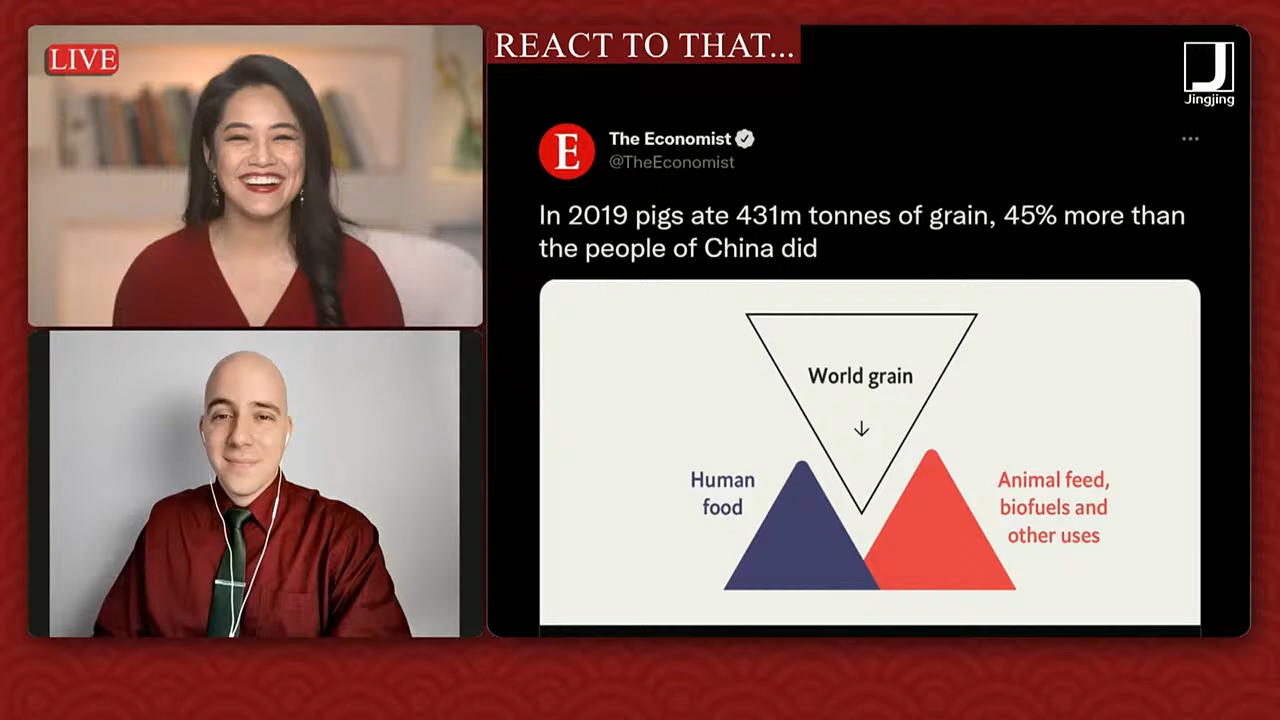 LIVE
REACT TO THAT...
J
Jingjing
E
The Economist
@TheEconomist
In 2019 pigs ate 431m tonnes of grain, 45% more than
the people of China did
World grain
Human
food
Animal feed,
biofuels and
other uses